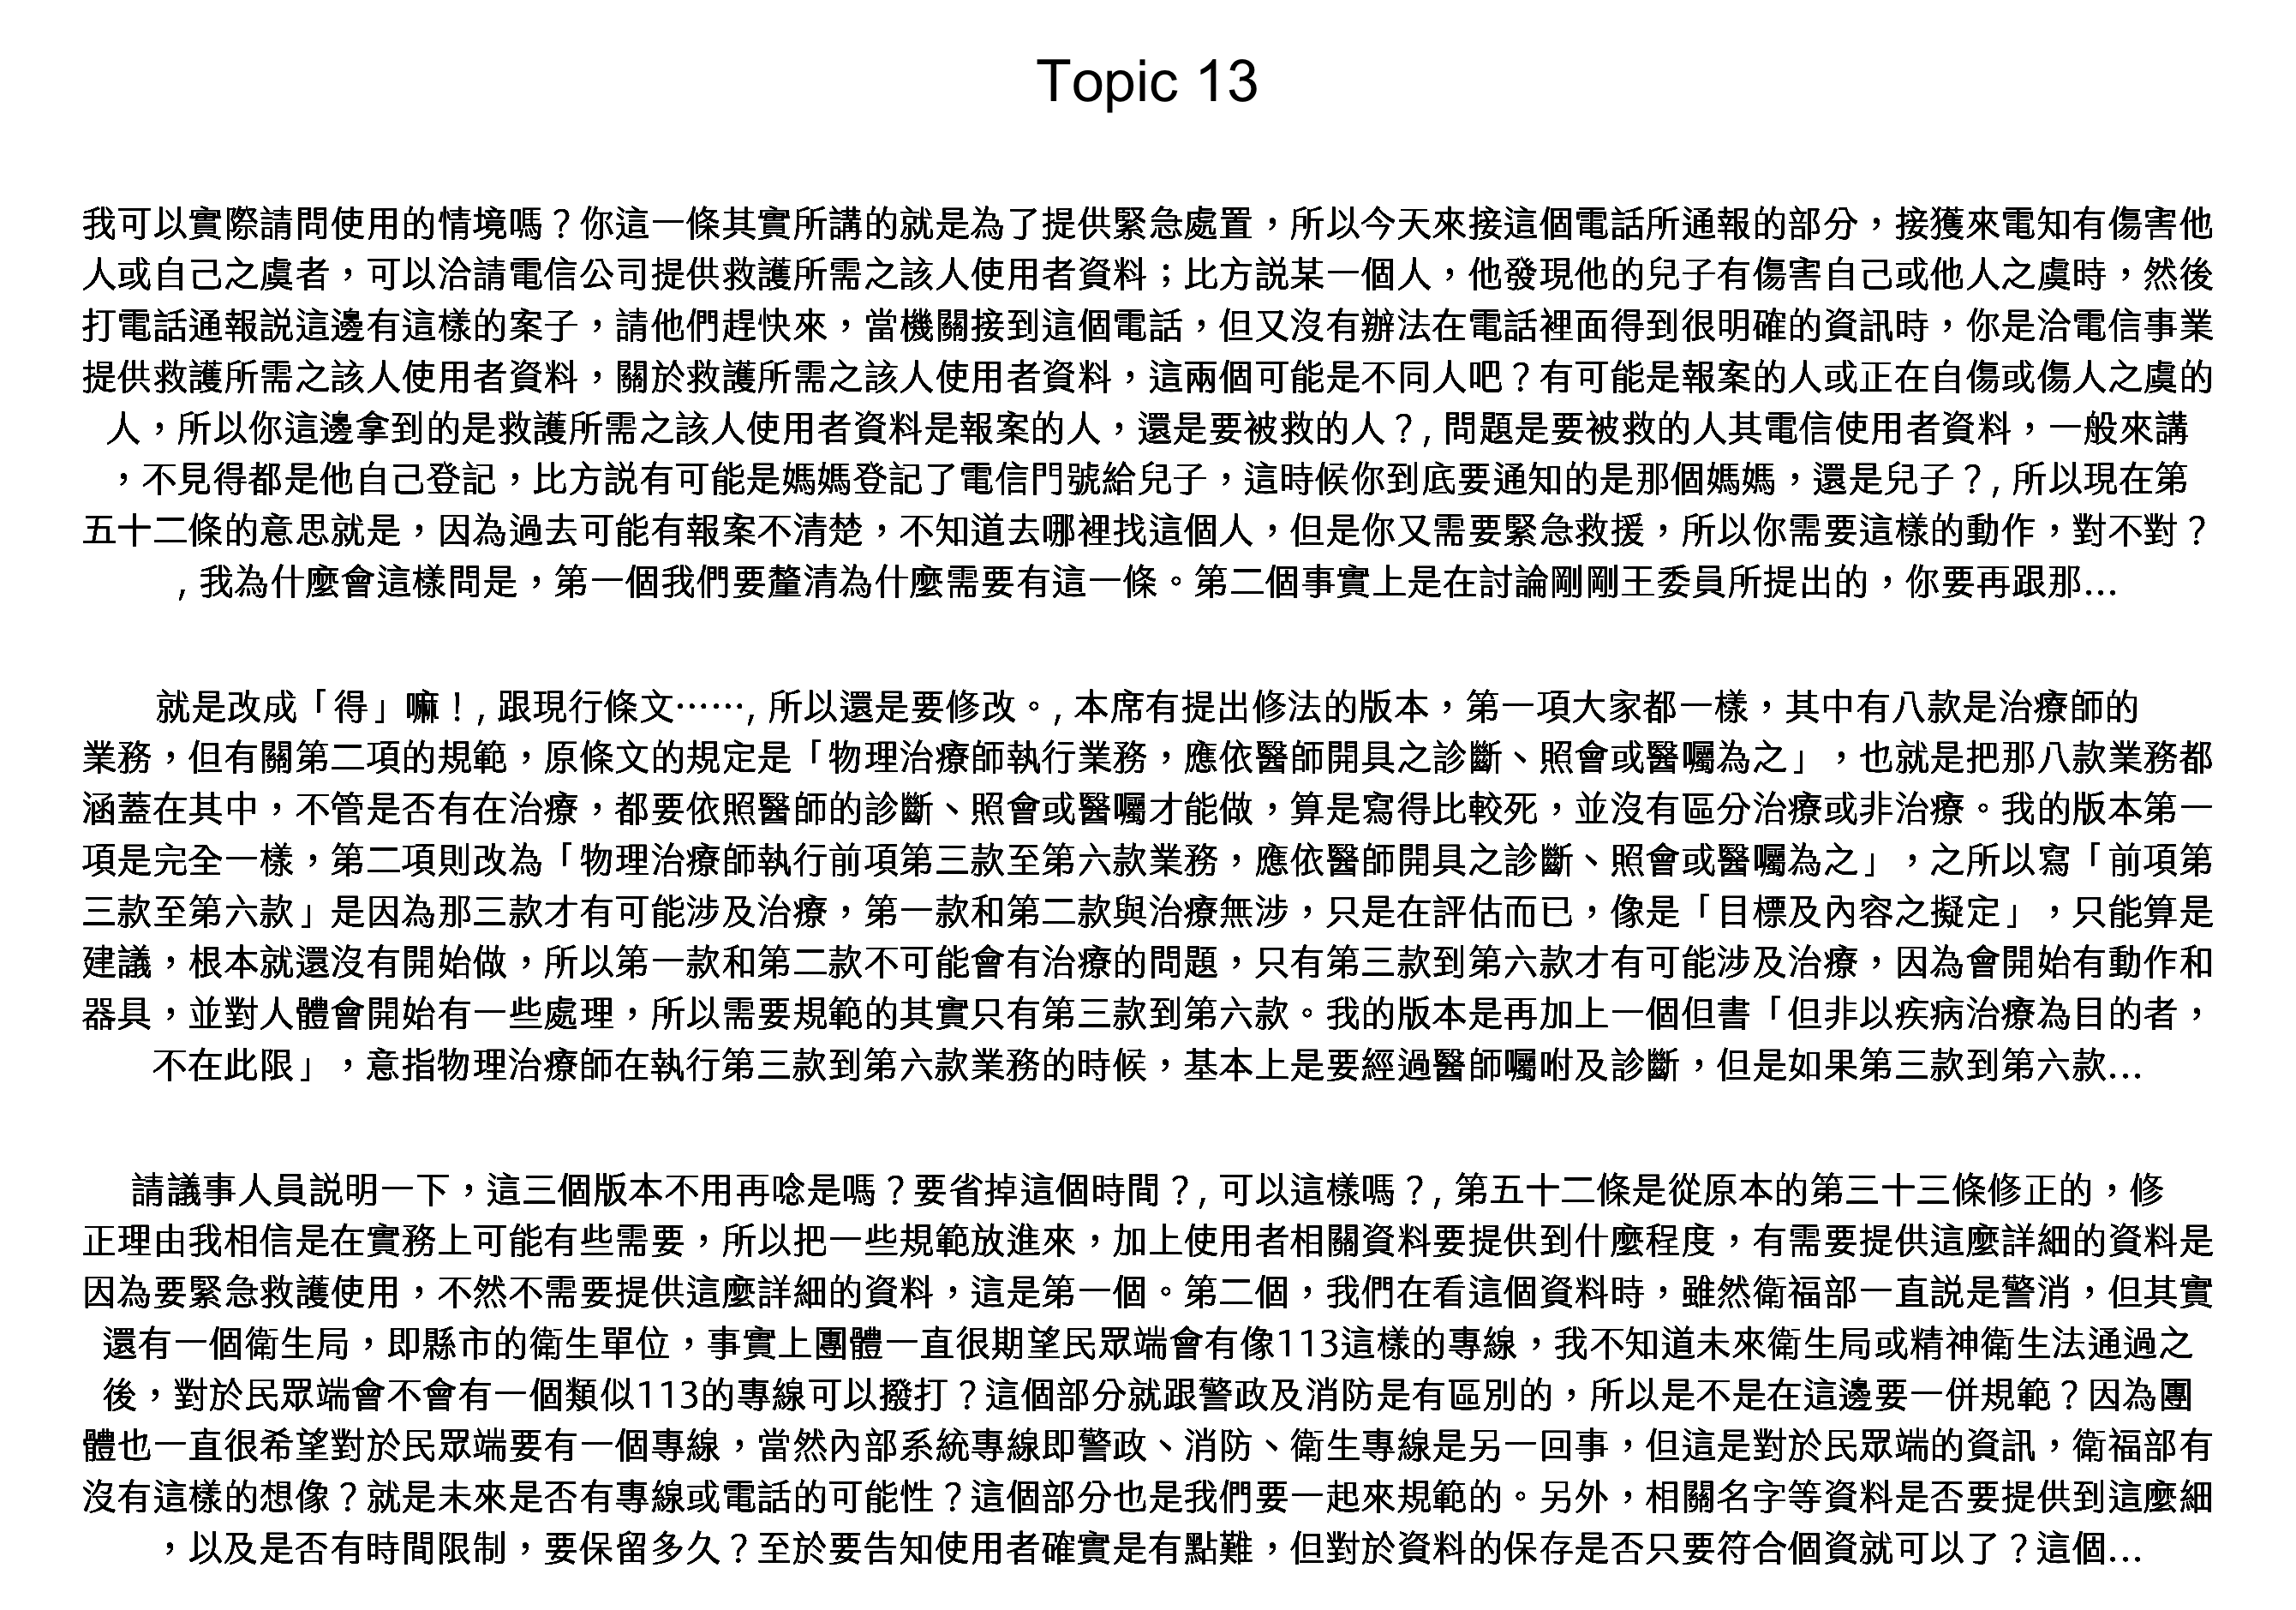 Topic 13
我可以實際請問使用的情境嗎？你這一條其實所講的就是為了提供緊急處置，所以今天來接這個電話所通報的部分，接獲來電知有傷害他
人或自己之虞者，可以洽請電信公司提供救護所需之該人使用者資料；比方說某一個人，他發現他的兒子有傷害自己或他人之虞時，然後
打電話通報說這邊有這樣的案子，請他們趕快來，當機關接到這個電話，但又沒有辦法在電話裡面得到很明確的資訊時，你是洽電信事業
提供救護所需之該人使用者資料，關於救護所需之該人使用者資料，這兩個可能是不同人吧？有可能是報案的人或正在自傷或傷人之虞的
人，所以你這邊拿到的是救護所需之該人使用者資料是報案的人，還是要被救的人？, 問題是要被救的人其電信使用者資料，一般來講
，不見得都是他自己登記，比方說有可能是媽媽登記了電信門號給兒子，這時候你到底要通知的是那個媽媽，還是兒子？, 所以現在第
五十二條的意思就是，因為過去可能有報案不清楚，不知道去哪裡找這個人，但是你又需要緊急救援，所以你需要這樣的動作，對不對？
, 我為什麼會這樣問是，第一個我們要釐清為什麼需要有這一條。第二個事實上是在討論剛剛王委員所提出的，你要再跟那...
就是改成「得」嘛！, 跟現行條文……, 所以還是要修改。, 本席有提出修法的版本，第一項大家都一樣，其中有八款是治療師的
業務，但有關第二項的規範，原條文的規定是「物理治療師執行業務，應依醫師開具之診斷、照會或醫囑為之」，也就是把那八款業務都
涵蓋在其中，不管是否有在治療，都要依照醫師的診斷、照會或醫囑才能做，算是寫得比較死，並沒有區分治療或非治療。我的版本第一
項是完全一樣，第二項則改為「物理治療師執行前項第三款至第六款業務，應依醫師開具之診斷、照會或醫囑為之」，之所以寫「前項第
三款至第六款」是因為那三款才有可能涉及治療，第一款和第二款與治療無涉，只是在評估而已，像是「目標及內容之擬定」，只能算是
建議，根本就還沒有開始做，所以第一款和第二款不可能會有治療的問題，只有第三款到第六款才有可能涉及治療，因為會開始有動作和
器具，並對人體會開始有一些處理，所以需要規範的其實只有第三款到第六款。我的版本是再加上一個但書「但非以疾病治療為目的者，
不在此限」，意指物理治療師在執行第三款到第六款業務的時候，基本上是要經過醫師囑咐及診斷，但是如果第三款到第六款...
請議事人員說明一下，這三個版本不用再唸是嗎？要省掉這個時間？, 可以這樣嗎？, 第五十二條是從原本的第三十三條修正的，修
正理由我相信是在實務上可能有些需要，所以把一些規範放進來，加上使用者相關資料要提供到什麼程度，有需要提供這麼詳細的資料是
因為要緊急救護使用，不然不需要提供這麼詳細的資料，這是第一個。第二個，我們在看這個資料時，雖然衛福部一直說是警消，但其實
還有一個衛生局，即縣市的衛生單位，事實上團體一直很期望民眾端會有像113這樣的專線，我不知道未來衛生局或精神衛生法通過之
後，對於民眾端會不會有一個類似113的專線可以撥打？這個部分就跟警政及消防是有區別的，所以是不是在這邊要一併規範？因為團
體也一直很希望對於民眾端要有一個專線，當然內部系統專線即警政、消防、衛生專線是另一回事，但這是對於民眾端的資訊，衛福部有
沒有這樣的想像？就是未來是否有專線或電話的可能性？這個部分也是我們要一起來規範的。另外，相關名字等資料是否要提供到這麼細
，以及是否有時間限制，要保留多久？至於要告知使用者確實是有點難，但對於資料的保存是否只要符合個資就可以了？這個...